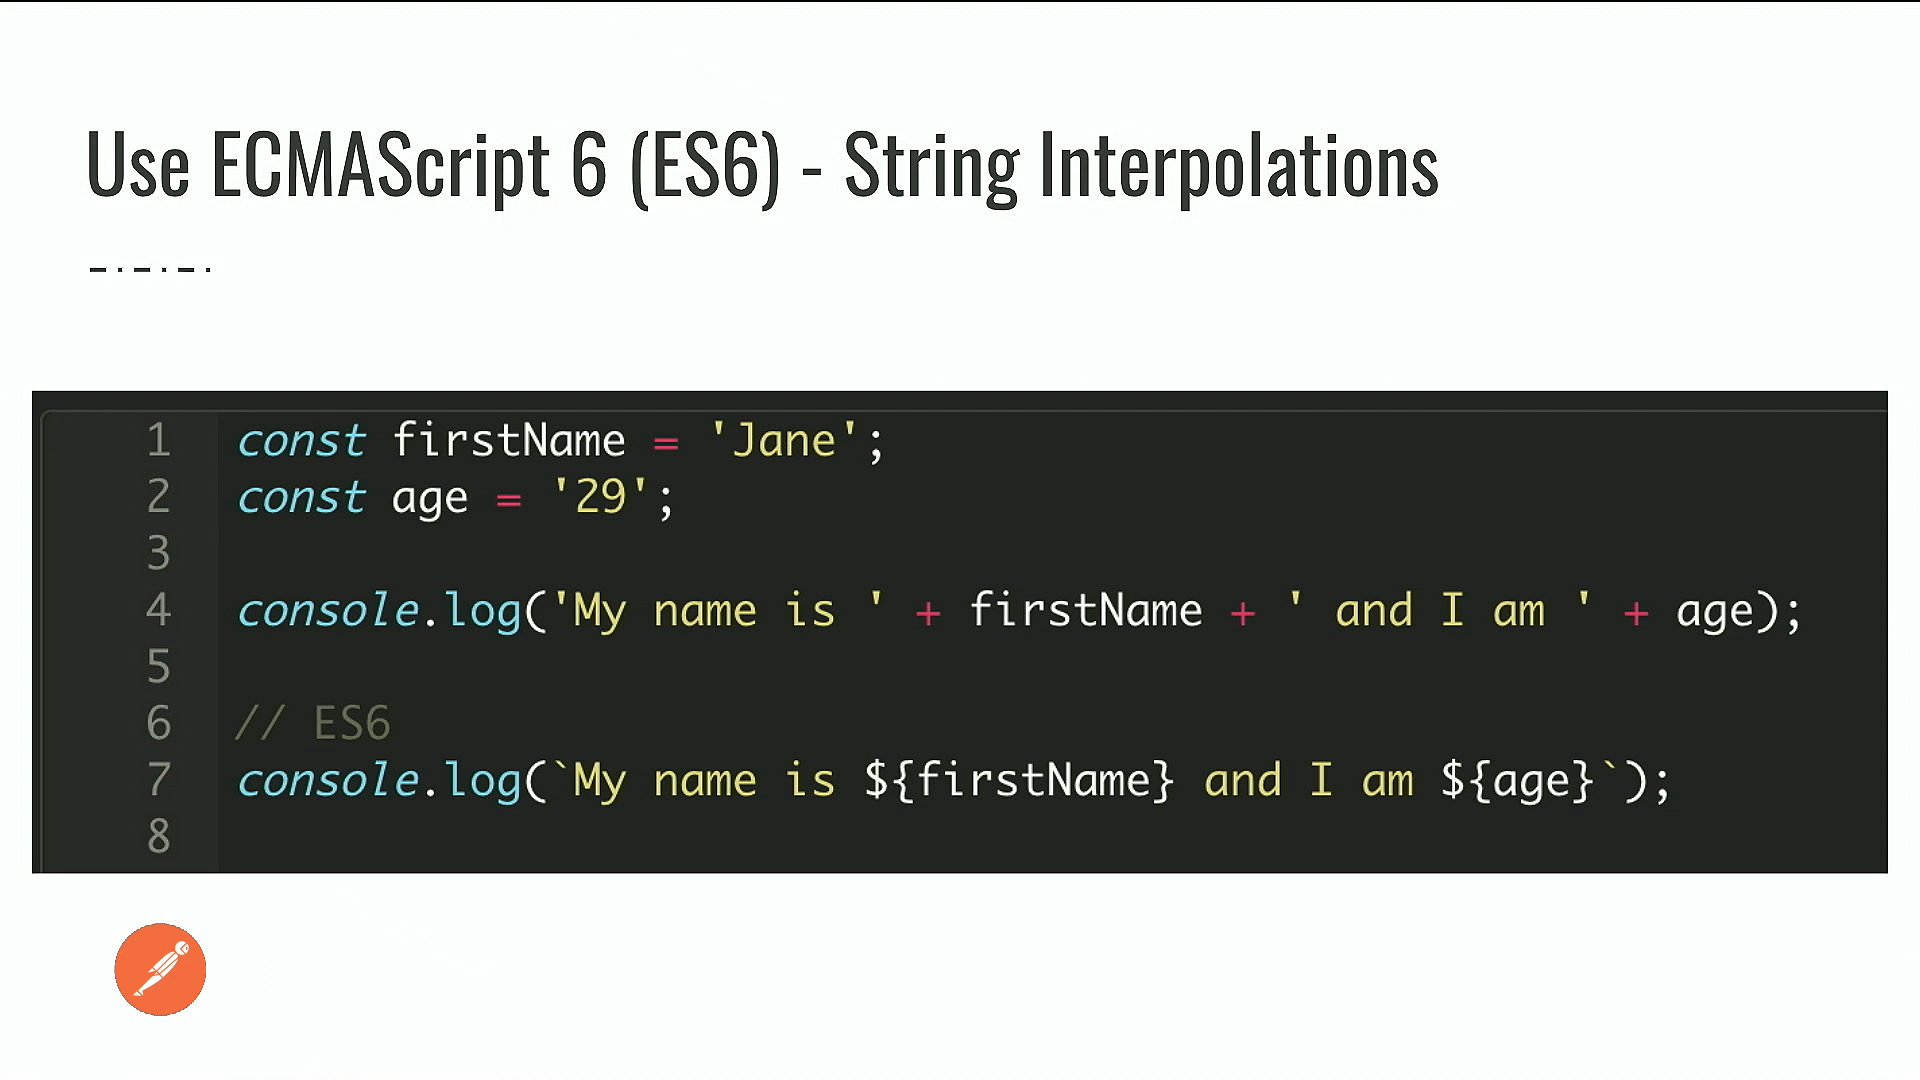 Use ECMAScript 6 (ES6) - String Interpolations
1 const firstName = 'Jane';
2 const age = '29';
3
4 console.log('My name is ' + firstName + ' and I am ' + age);
5
6 // ES6
7 console.log(`My name is ${firstName} and I am ${age}`);
8